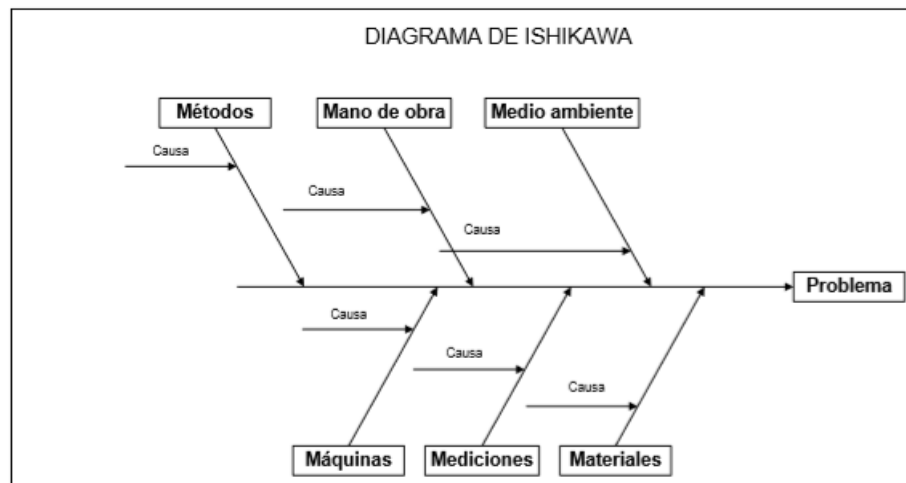 DIAGRAMA DE ISHIKAWA
Métodos
Mano de obra
Medio ambiente
Causa
Causa
Causa
Problema
Causa
Causa
Causa
Máquinas
Mediciones
Materiales